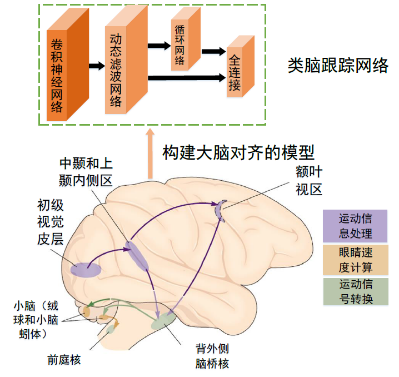 卷积神经网络
动态滤波网络
循环网络
全连接
类脑跟踪网络
构建大脑对齐的模型
中颞和上
颞内侧区
额叶
视区
初级
视觉
皮层
运动信
息处理
眼睛速
度计算
运动信
号转换
小脑（绒
球和小脑
蚓体）
前庭核
背外侧
脑桥核